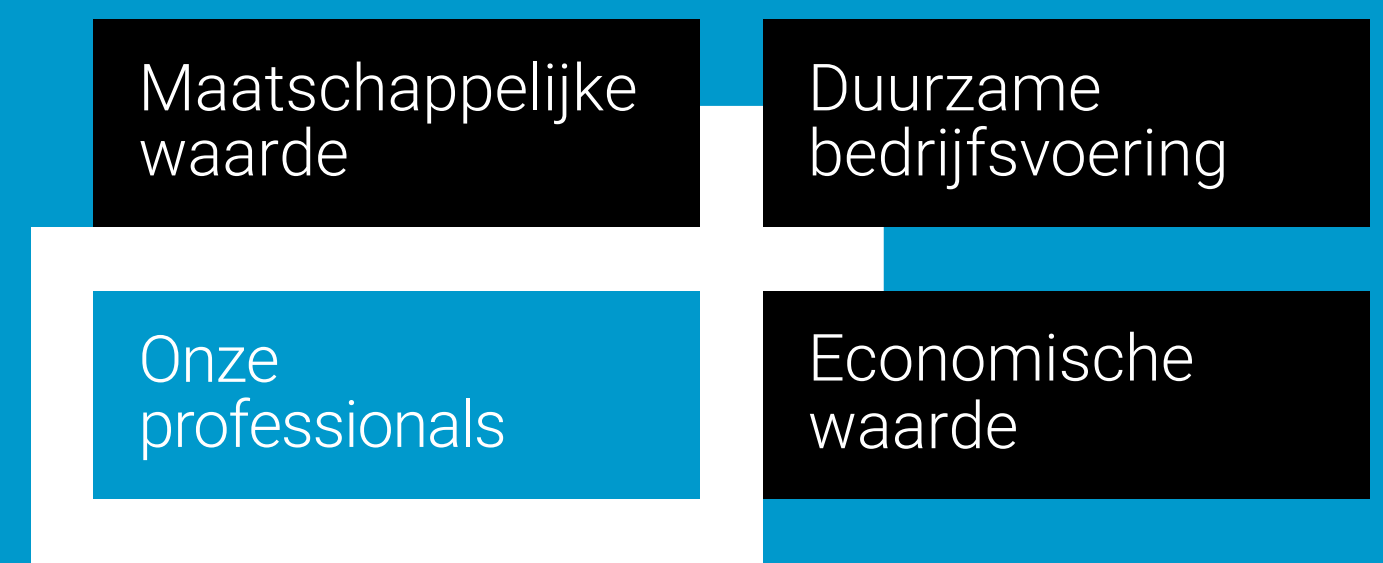 Maatschappelijke
waarde
Duurzame
bedrijfsvoering
Onze
professionals
Economische
waarde